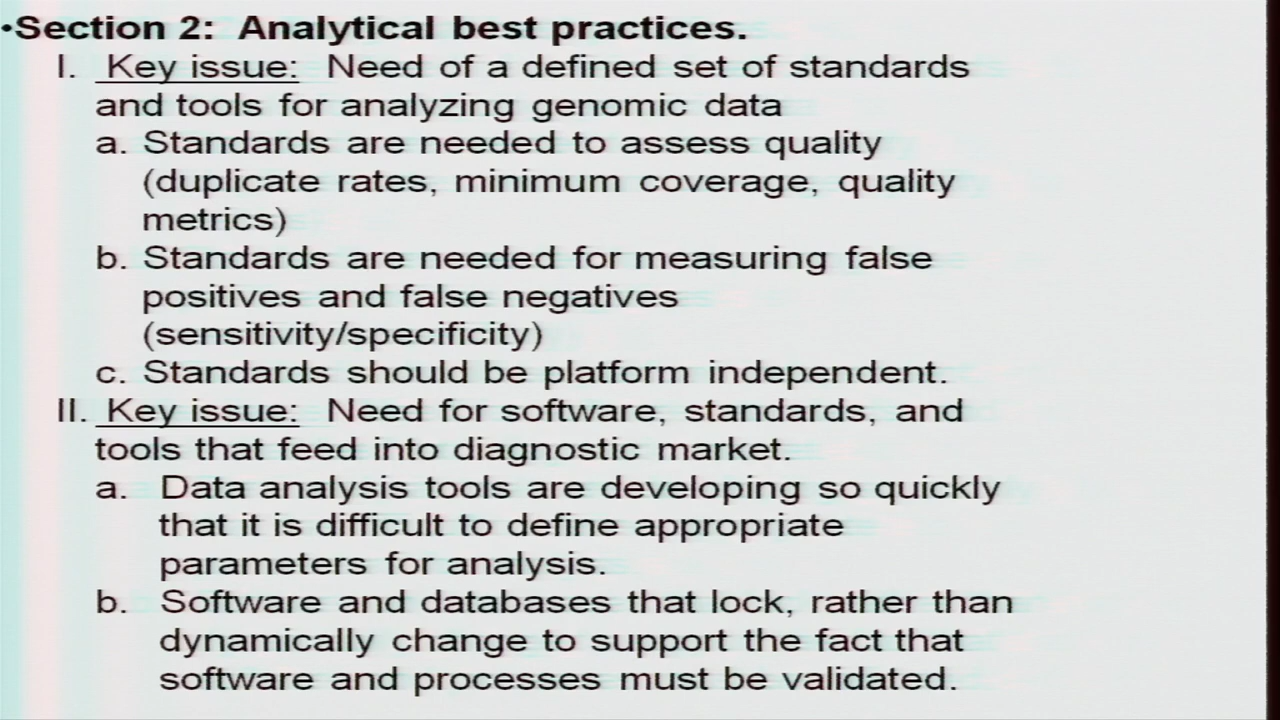 •Section 2: Analytical best practices.
I. Key issue: Need of a defined set of standards
and tools for analyzing genomic data
a. Standards are needed to assess quality
(duplicate rates, minimum coverage, quality
metrics)
b. Standards are needed for measuring false
positives and false negatives
(sensitivity/specificity)
c. Standards should be platform independent.
II. Key issue: Need for software, standards, and
tools that feed into diagnostic market.
a. Data analysis tools are developing so quickly
that it is difficult to define appropriate
parameters for analysis.
b. Software and databases that lock, rather than
dynamically change to support the fact that
software and processes must be validated.